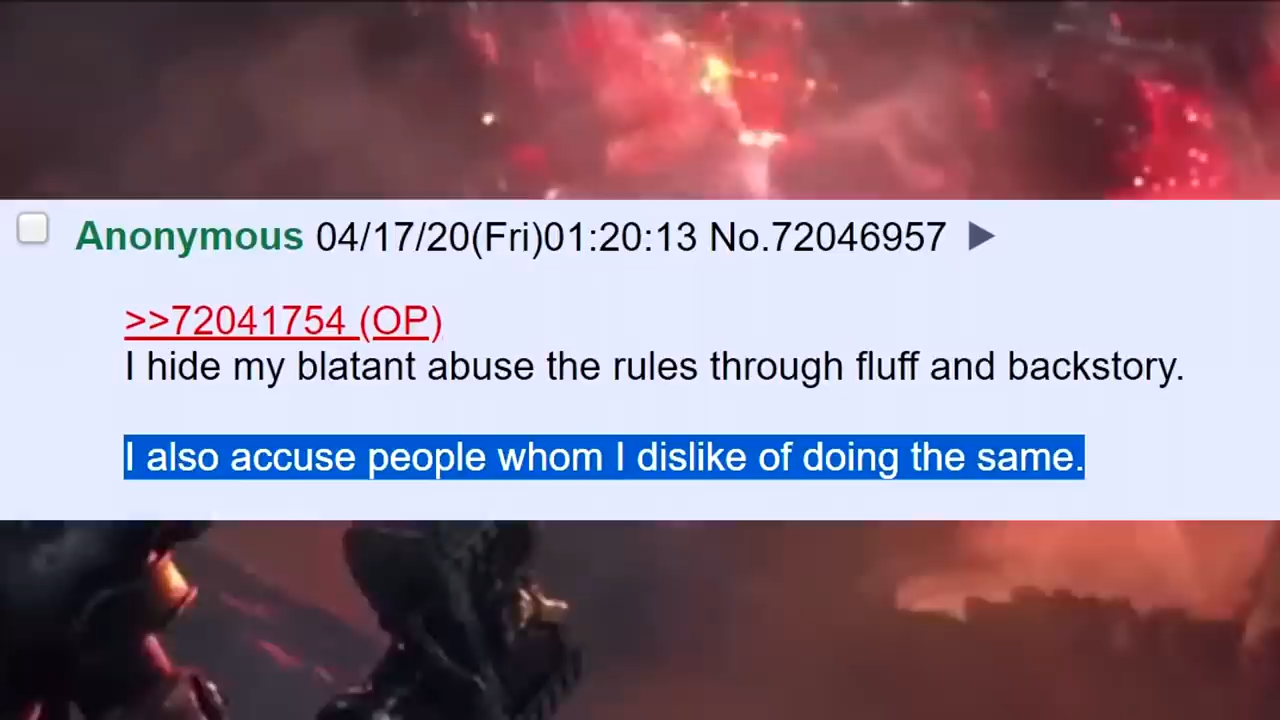 Anonymous 04/17/20(Fri)01:20:13 No.72046957 ▶
>>72041754 (OP)
I hide my blatant abuse the rules through fluff and backstory.
I also accuse people whom I dislike of doing the same.